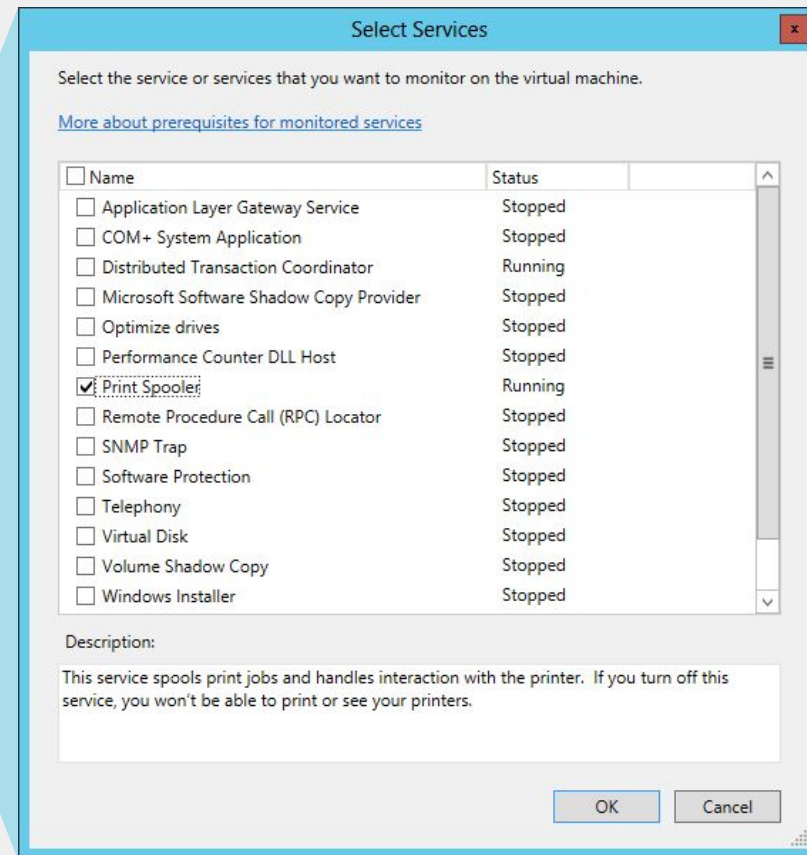 Select Services
x
Select the service or services that you want to monitor on the virtual machine.
More about prerequisites for monitored services
Name Status
Application Layer Gateway Service Stopped
COM+ System Application Stopped
Distributed Transaction Coordinator Running
Microsoft Software Shadow Copy Provider Stopped
Optimize drives Stopped
Performance Counter DLL Host Stopped
Print Spooler Running
Remote Procedure Call (RPC) Locator Stopped
SNMP Trap Stopped
Software Protection Stopped
Telephony Stopped
Virtual Disk Stopped
Volume Shadow Copy Stopped
Windows Installer Stopped
Description:
This service spools print jobs and handles interaction with the printer.  If you turn off this
service, you won't be able to print or see your printers.
OK Cancel